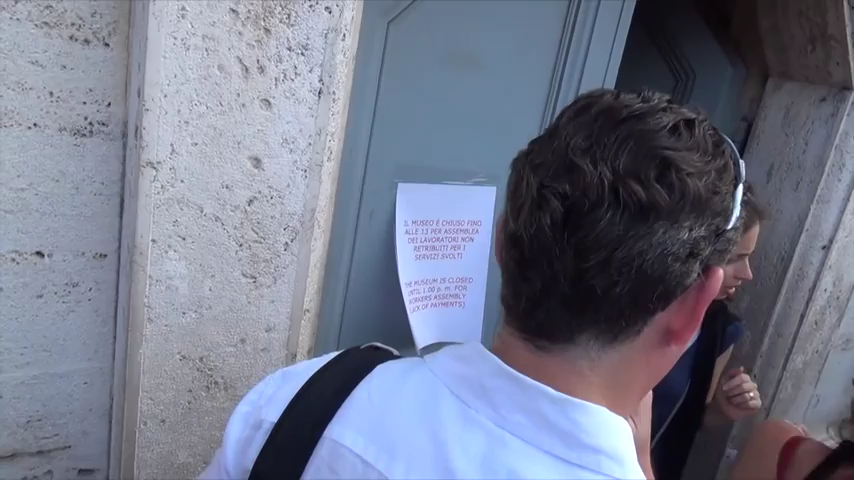 IL MUSEO È CHIUSO FINO
ALLE 13 PER ASSEMBLEA
DEI LAVORATORI NON
RETRIBUITI PER I
SERVIZI SVOLTI
THE MUSEUM IS CLOSED
UNTIL 1.00 P.M. FOR
WORKERS ASSEMBLY
(LACK OF PAYMENTS)